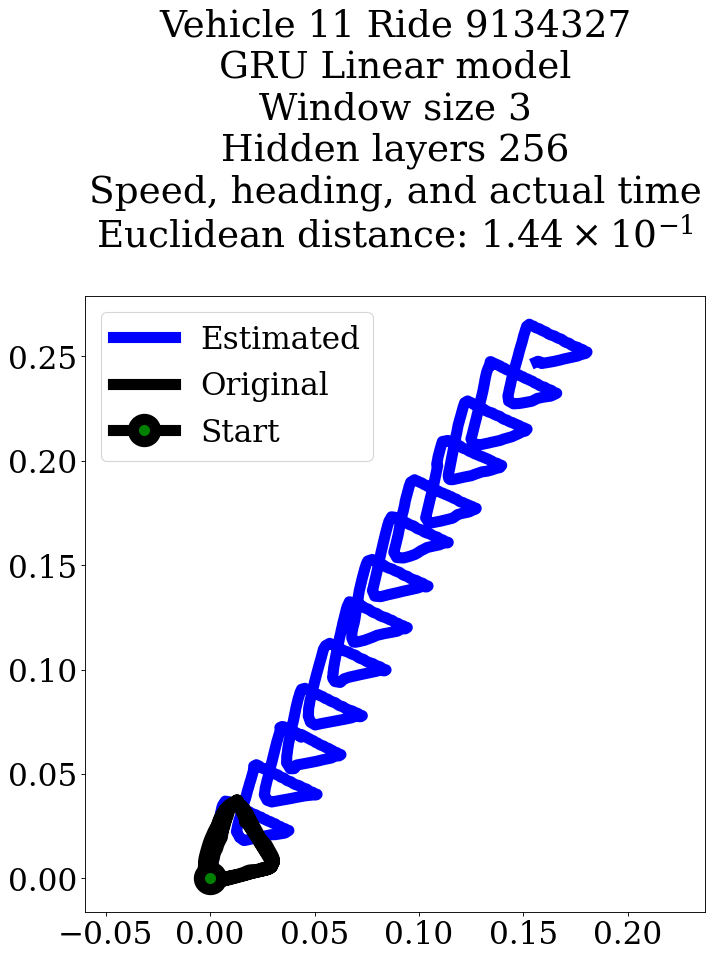 Vehicle 11 Ride 9134327
GRU Linear model
Window size 3
Hidden layers 256
Speed, heading, and actual time
Euclidean distance: 1.44 × 10⁻¹
Estimated
Original
Start
0.25
0.20
0.15
0.10
0.05
0.00
−0.05 0.00 0.05 0.10 0.15 0.20